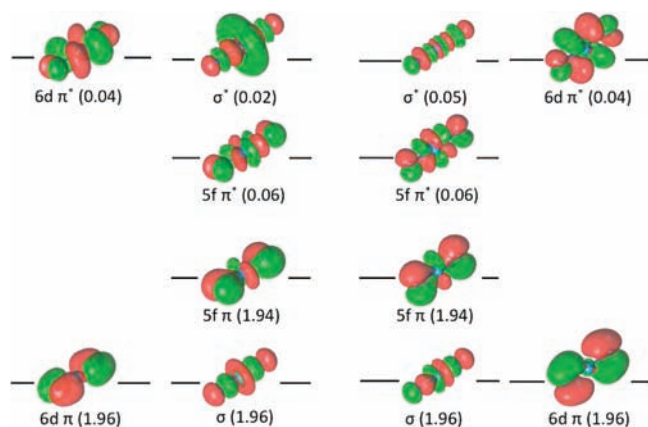 6d π* (0.04) σ* (0.02) σ* (0.05) 6d π* (0.04)
5f π* (0.06) 5f π* (0.06)
5f π (1.94) 5f π (1.94)
6d π (1.96) σ (1.96) σ (1.96) 6d π (1.96)